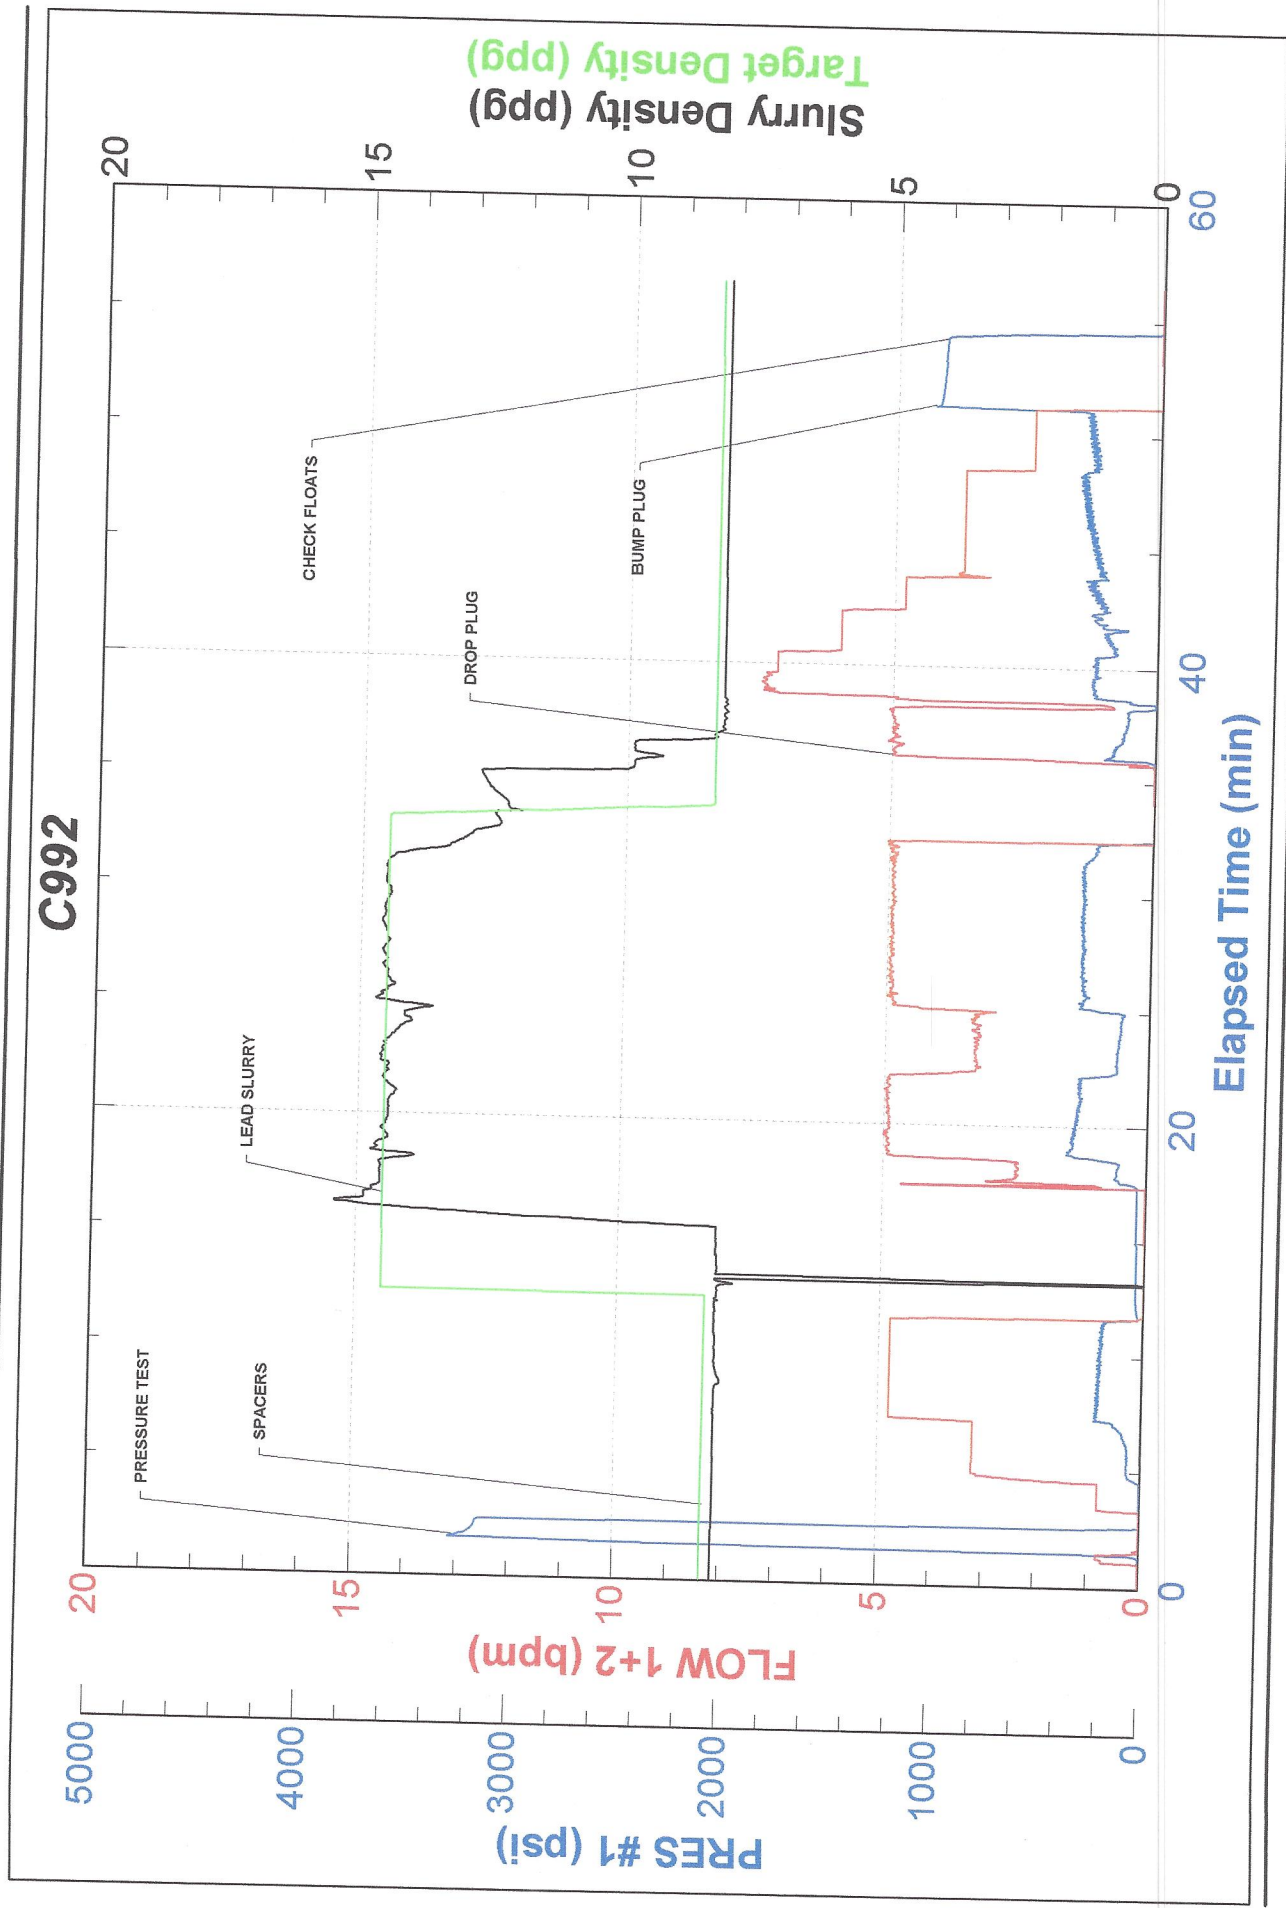 C992
PRES #1 (psi)
5000
4000
3000
2000
1000
0
FLOW 1+2 (bpm)
20
15
10
5
0
PRESSURE TEST
SPACERS
LEAD SLURRY
DROP PLUG
CHECK FLOATS
BUMP PLUG
0
20
40
60
Elapsed Time (min)
20
15
10
5
0
Slurry Density (ppg)
Target Density (ppg)